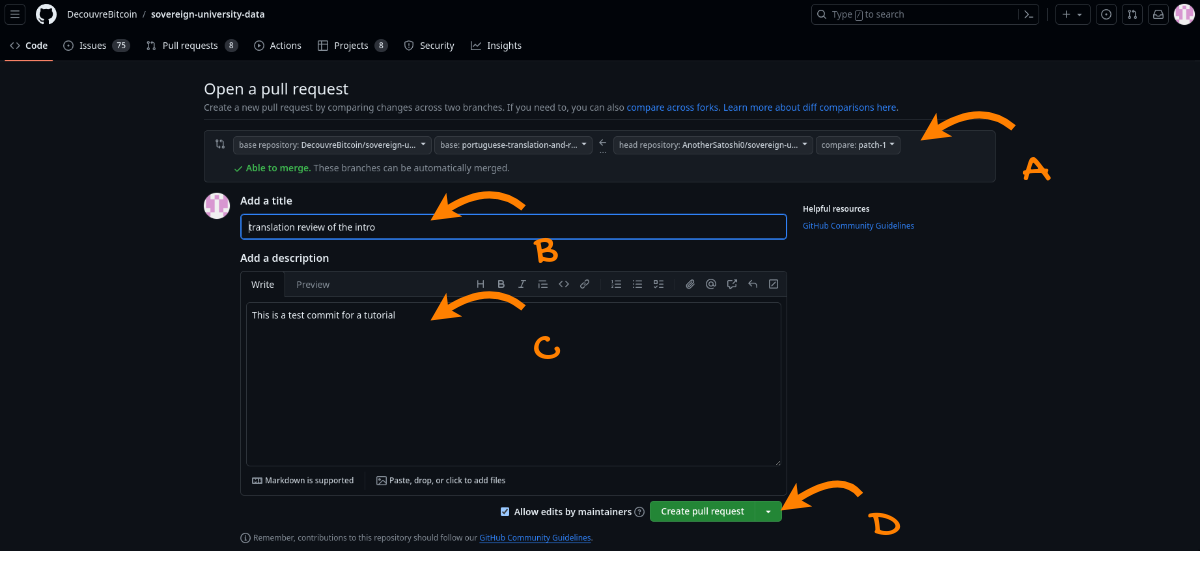 DecouvreBitcoin / sovereign-university-data
Type / to search
Code Issues 75 Pull requests 8 Actions Projects 8 Security Insights
Open a pull request
Create a new pull request by comparing changes across two branches. If you need to, you can also compare across forks. Learn more about diff comparisons here.
base repository: DecouvreBitcoin/sovereign-u... base: portuguese-translation-and-r... ← head repository: AnotherSatoshi0/sovereign-u... compare: patch-1
...
Able to merge. These branches can be automatically merged.
A
Add a title
translation review of the intro
B
Helpful resources
GitHub Community Guidelines
Add a description
Write Preview
This is a test commit for a tutorial
C
Markdown is supported Paste, drop, or click to add files
Allow edits by maintainers Create pull request
D
Remember, contributions to this repository should follow our GitHub Community Guidelines.